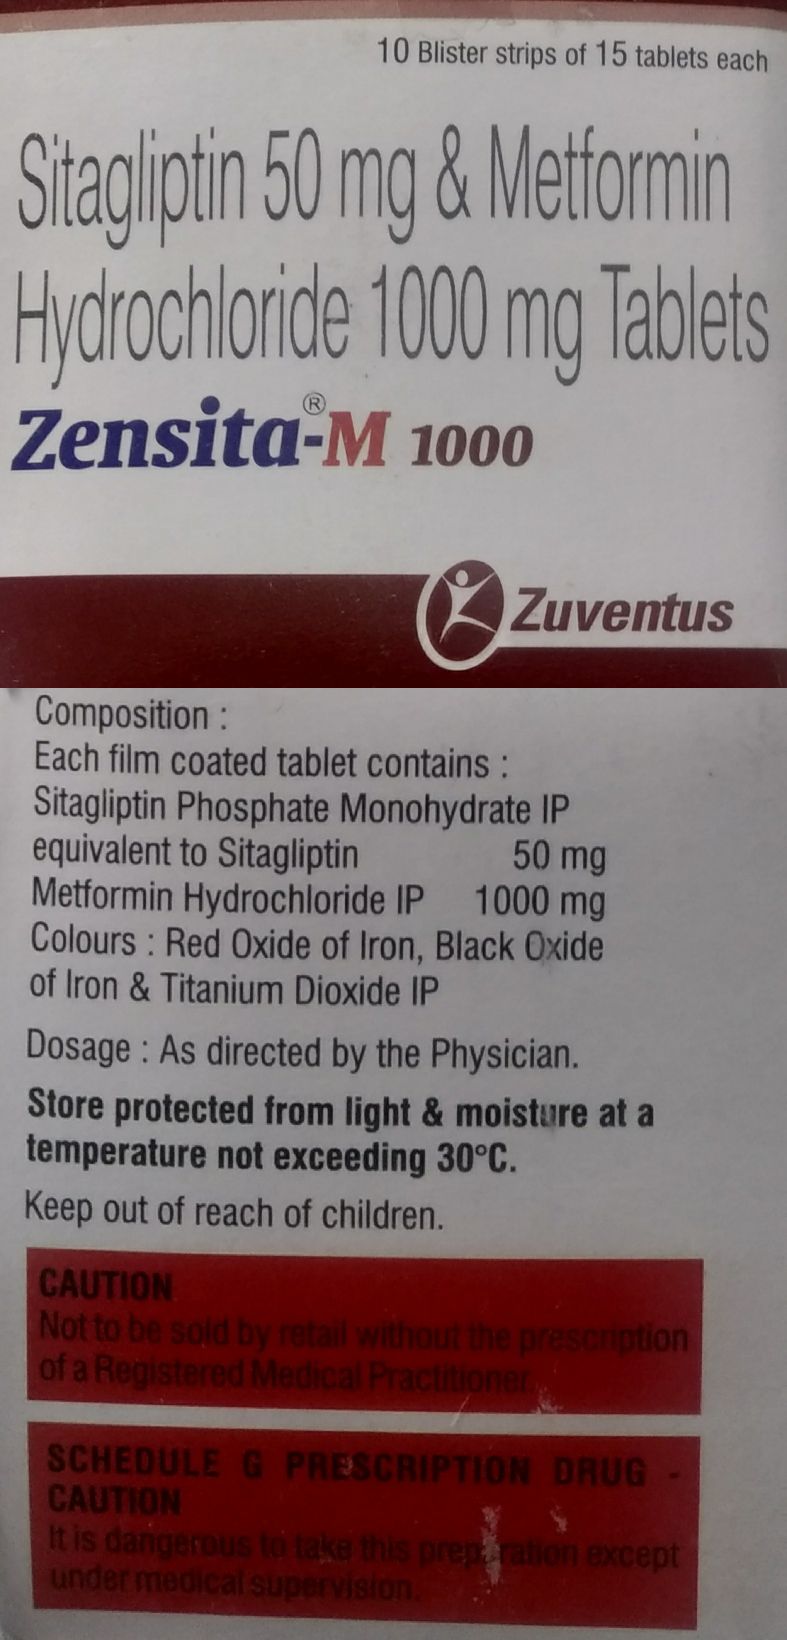 10 Blister strips of 15 tablets each
Sitagliptin 50 mg & Metformin
Hydrochloride 1000 mg Tablets
Zensita®-M 1000
Zuventus
Composition :
Each film coated tablet contains :
Sitagliptin Phosphate Monohydrate IP
equivalent to Sitagliptin 50 mg
Metformin Hydrochloride IP 1000 mg
Colours : Red Oxide of Iron, Black Oxide
of Iron & Titanium Dioxide IP
Dosage : As directed by the Physician.
Store protected from light & moisture at a
temperature not exceeding 30°C.
Keep out of reach of children.
CAUTION
Not to be sold by retail without the prescription
of a Registered Medical Practitioner.
SCHEDULE G PRESCRIPTION DRUG -
CAUTION
It is dangerous to take this preparation except
under medical supervision.